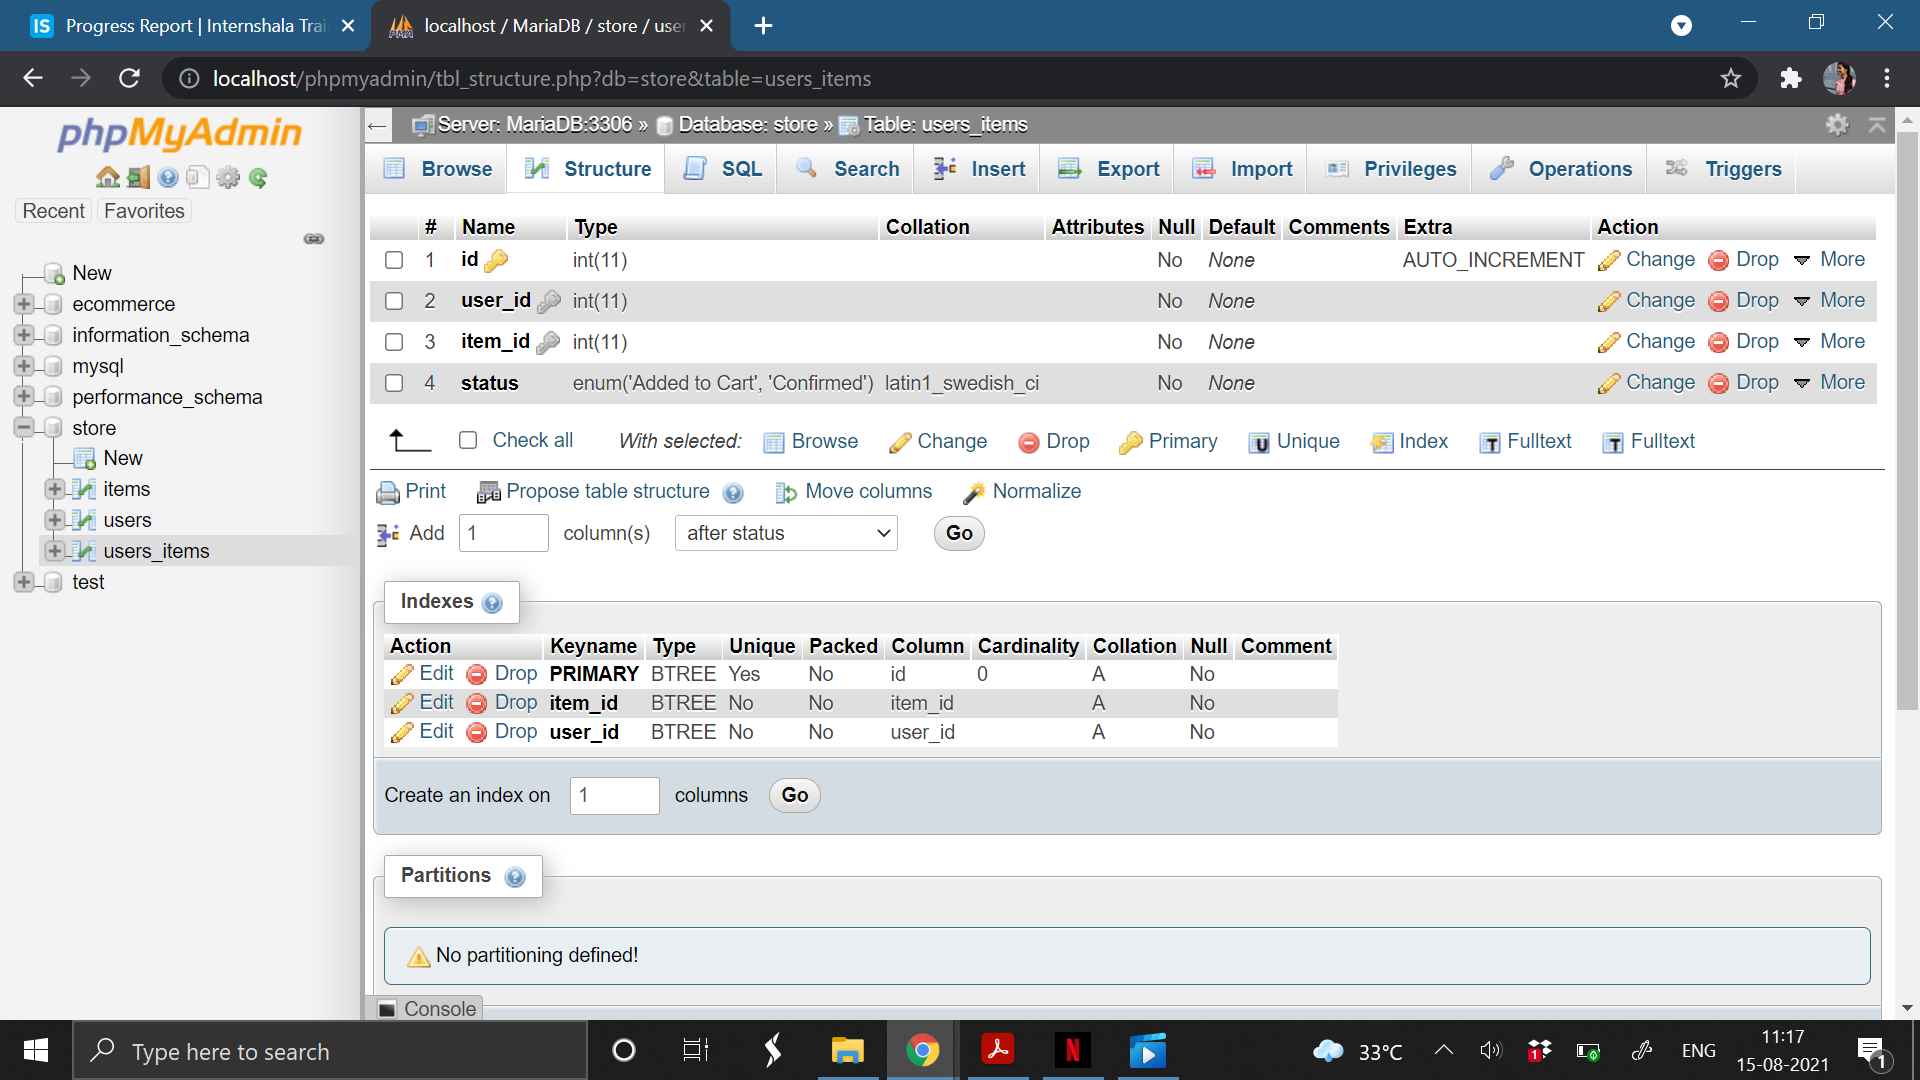 Progress Report | Internshala Trai
localhost / MariaDB / store / user
localhost/phpmyadmin/tbl_structure.php?db=store&table=users_items
phpMyAdmin
Recent Favorites
New
ecommerce
information_schema
mysql
performance_schema
store
New
items
users
users_items
test
Server: MariaDB:3306 » Database: store » Table: users_items
Browse Structure SQL Search Insert Export Import Privileges Operations Triggers
# Name Type Collation Attributes Null Default Comments Extra Action
1 id int(11) No None AUTO_INCREMENT Change Drop More
2 user_id int(11) No None Change Drop More
3 item_id int(11) No None Change Drop More
4 status enum('Added to Cart', 'Confirmed') latin1_swedish_ci No None Change Drop More
Check all With selected: Browse Change Drop Primary Unique Index Fulltext Fulltext
Print Propose table structure Move columns Normalize
Add 1 column(s) after status Go
Indexes
Action Keyname Type Unique Packed Column Cardinality Collation Null Comment
Edit Drop PRIMARY BTREE Yes No id 0 A No
Edit Drop item_id BTREE No No item_id A No
Edit Drop user_id BTREE No No user_id A No
Create an index on 1 columns Go
Partitions
No partitioning defined!
Console
Type here to search
33°C
ENG
11:17
15-08-2021
1